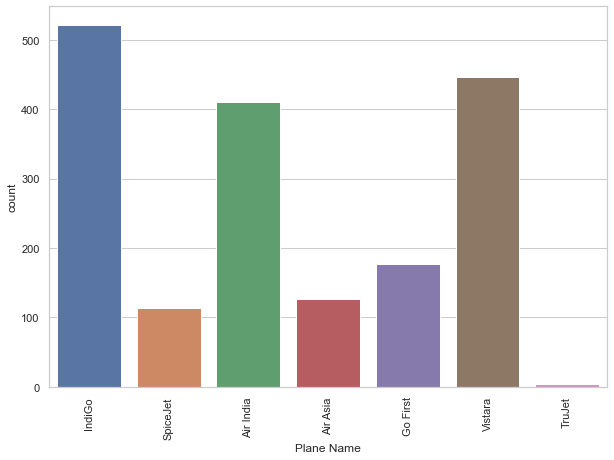 500
400
300
200
100
0
count
IndiGo
SpiceJet
Air India
Air Asia
Go First
Vistara
TruJet
Plane Name